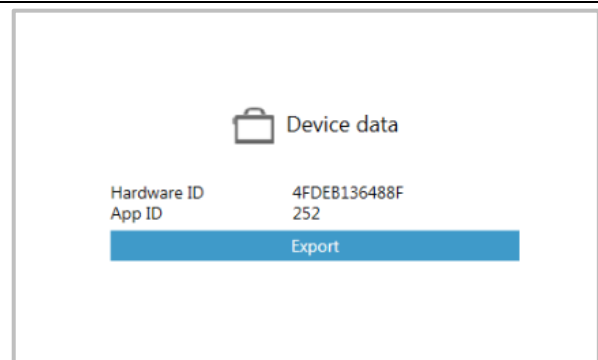 Device data
Hardware ID 4FDEB136488F
App ID 252
Export